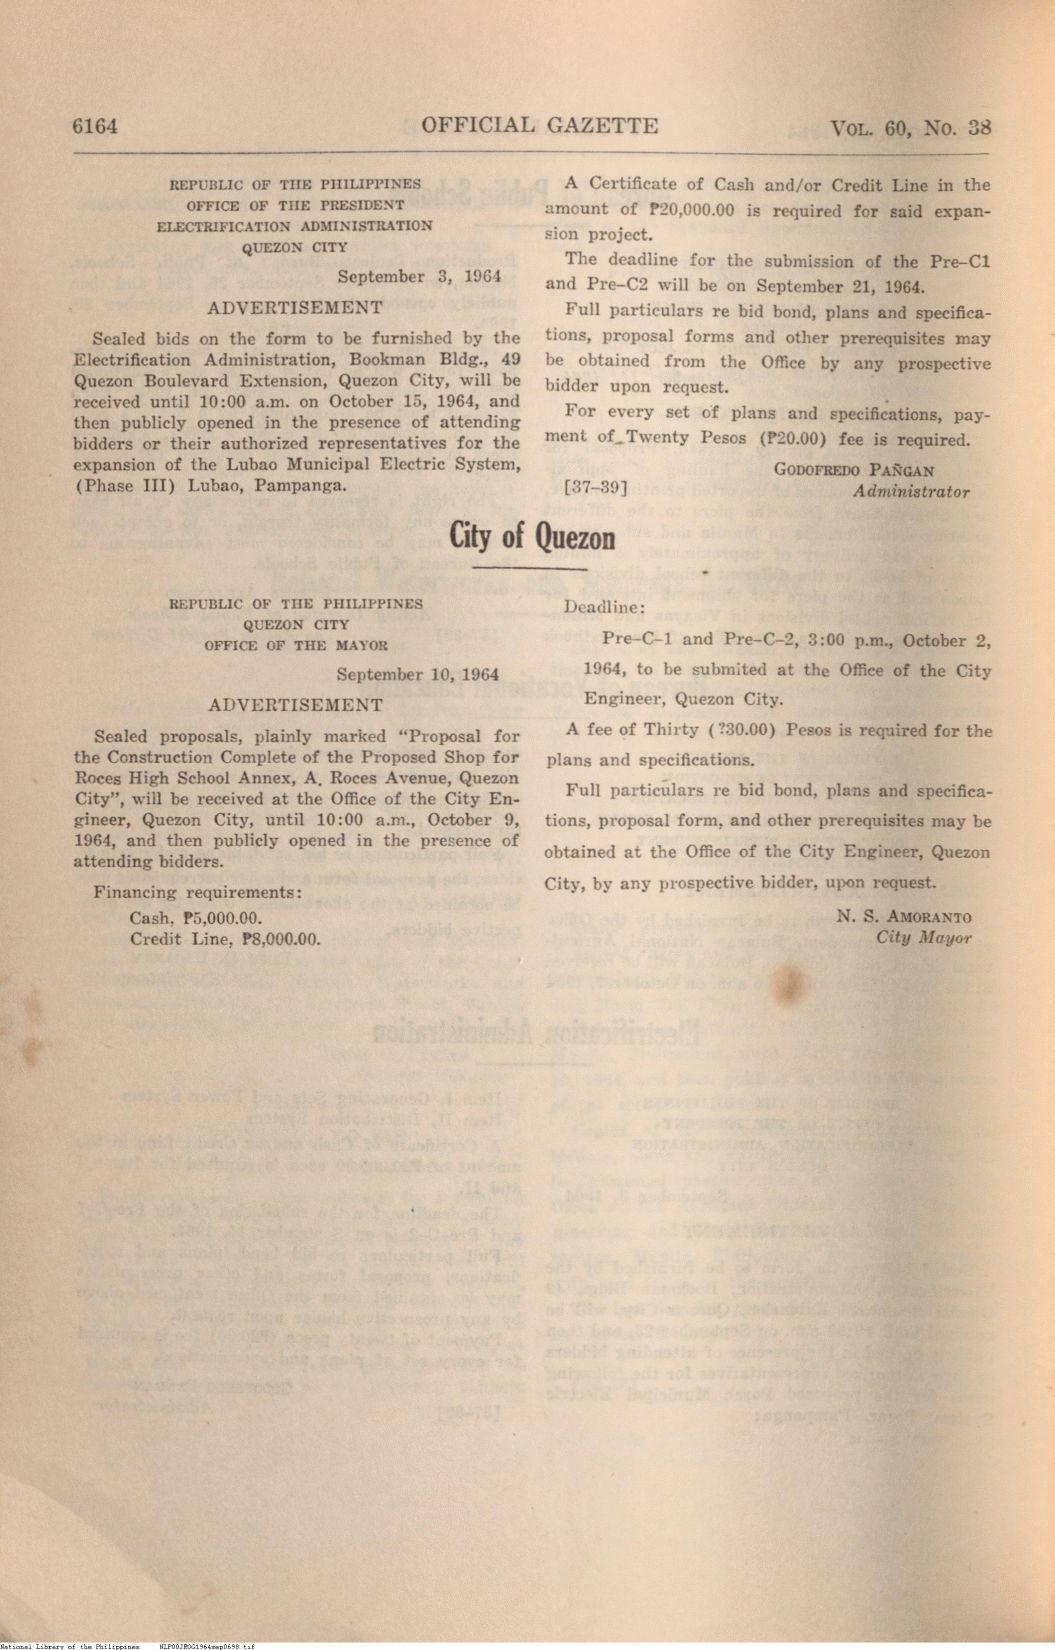 6164 OFFICIAL GAZETTE VOL. 60, NO. 38
REPUBLIC OF THE PHILIPPINES
OFFICE OF THE PRESIDENT
ELECTRIFICATION ADMINISTRATION
QUEZON CITY
September 3, 1964
ADVERTISEMENT
Sealed bids on the form to be furnished by the
Electrification Administration, Bookman Bldg., 49
Quezon Boulevard Extension, Quezon City, will be
received until 10:00 a.m. on October 15, 1964, and
then publicly opened in the presence of attending
bidders or their authorized representatives for the
expansion of the Lubao Municipal Electric System,
(Phase III) Lubao, Pampanga.
A Certificate of Cash and/or Credit Line in the
amount of ₱20,000.00 is required for said expan-
sion project.
The deadline for the submission of the Pre-C1
and Pre-C2 will be on September 21, 1964.
Full particulars re bid bond, plans and specifica-
tions, proposal forms and other prerequisites may
be obtained from the Office by any prospective
bidder upon request.
For every set of plans and specifications, pay-
ment of Twenty Pesos (₱20.00) fee is required.
GODOFREDO PAÑGAN
[37-39] Administrator
City of Quezon
REPUBLIC OF THE PHILIPPINES
QUEZON CITY
OFFICE OF THE MAYOR
September 10, 1964
ADVERTISEMENT
Sealed proposals, plainly marked "Proposal for
the Construction Complete of the Proposed Shop for
Roces High School Annex, A. Roces Avenue, Quezon
City", will be received at the Office of the City En-
gineer, Quezon City, until 10:00 a.m., October 9,
1964, and then publicly opened in the presence of
attending bidders.
Financing requirements:
Cash, ₱5,000.00.
Credit Line, ₱8,000.00.
Deadline:
Pre-C-1 and Pre-C-2, 3:00 p.m., October 2,
1964, to be submited at the Office of the City
Engineer, Quezon City.
A fee of Thirty (?30.00) Pesos is required for the
plans and specifications.
Full particulars re bid bond, plans and specifica-
tions, proposal form, and other prerequisites may be
obtained at the Office of the City Engineer, Quezon
City, by any prospective bidder, upon request.
N. S. AMORANTO
City Mayor
National Library of the Philippines NLP00JROG1964sep0698.tif